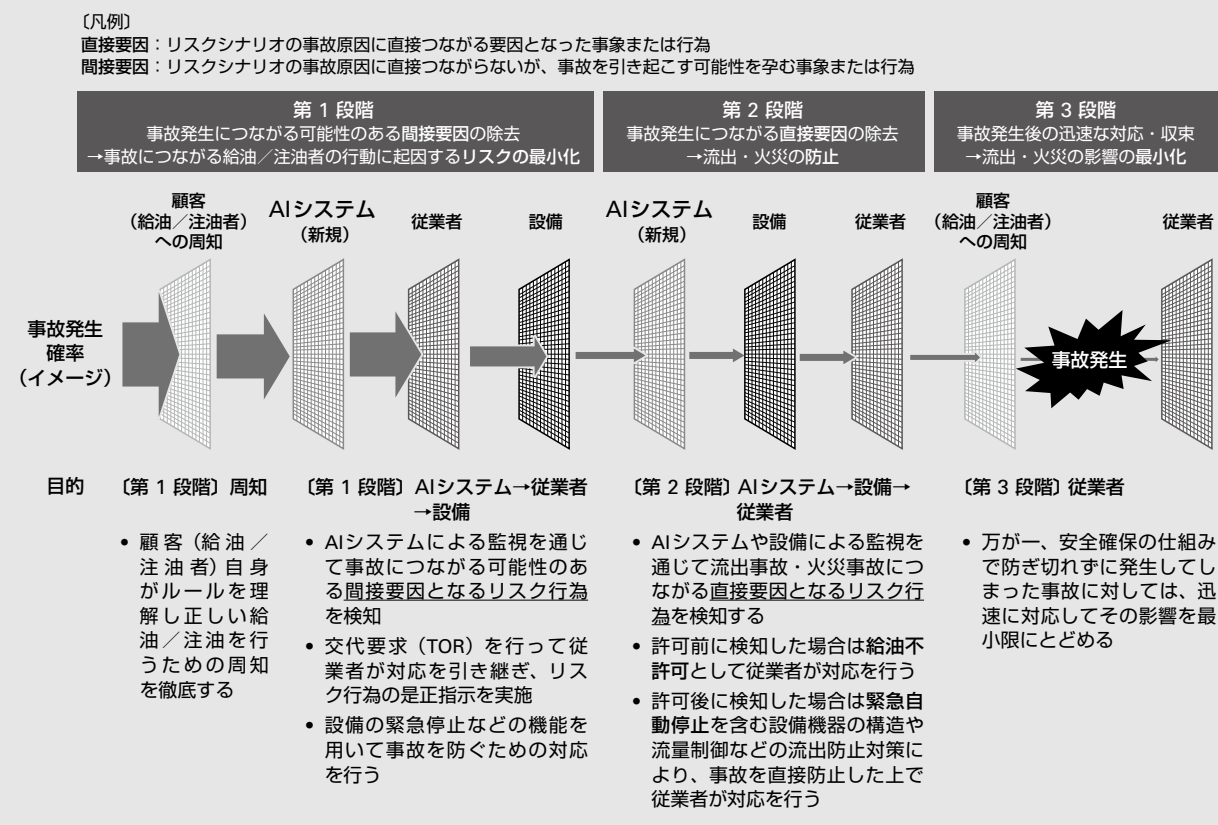 〔凡例〕
直接要因：リスクシナリオの事故原因に直接つながる要因となった事象または行為
間接要因：リスクシナリオの事故原因に直接つながらないが、事故を引き起こす可能性を孕む事象または行為
第 1 段階
事故発生につながる可能性のある間接要因の除去
→事故につながる給油／注油者の行動に起因するリスクの最小化
第 2 段階
事故発生につながる直接要因の除去
→流出・火災の防止
第 3 段階
事故発生後の迅速な対応・収束
→流出・火災の影響の最小化
顧客
（給油／注油者）
への周知
AIシステム
（新規）
従業者
設備
AIシステム
（新規）
設備
従業者
顧客
（給油／注油者）
への周知
従業者
事故発生
確率
（イメージ）
事故発生
目的
〔第 1 段階〕周知
• 顧客（給油／
注油者）自身
がルールを理
解し正しい給
油／注油を行
うための周知
を徹底する
〔第 1 段階〕AIシステム→従業者
→設備
• AIシステムによる監視を通じ
て事故につながる可能性のあ
る間接要因となるリスク行為
を検知
• 交代要求（TOR）を行って従
業者が対応を引き継ぎ、リス
ク行為の是正指示を実施
• 設備の緊急停止などの機能を
用いて事故を防ぐための対応
を行う
〔第 2 段階〕AIシステム→設備→
従業者
• AIシステムや設備による監視を
通じて流出事故・火災事故につ
ながる直接要因となるリスク行
為を検知する
• 許可前に検知した場合は給油不
許可として従業者が対応を行う
• 許可後に検知した場合は緊急自
動停止を含む設備機器の構造や
流量制御などの流出防止対策に
より、事故を直接防止した上で
従業者が対応を行う
〔第 3 段階〕従業者
• 万が一、安全確保の仕組み
で防ぎ切れずに発生してし
まった事故に対しては、迅
速に対応してその影響を最
小限にとどめる